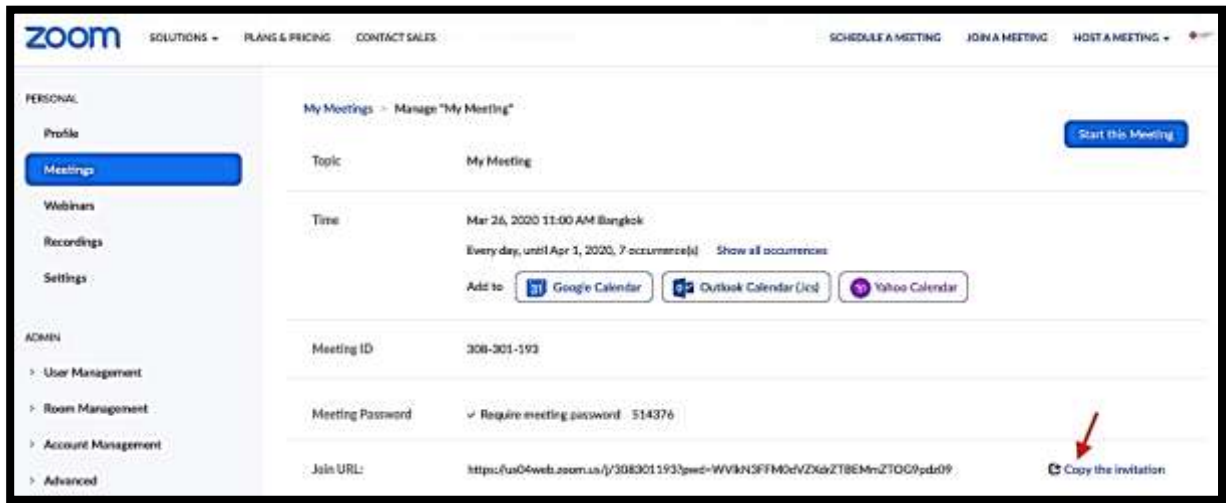 zoom SOLUTIONS PLANS & PRICING CONTACT SALES SCHEDULE A MEETING JOIN A MEETING HOST A MEETING
PERSONAL
Profile
Meetings
Webinars
Recordings
Settings
ADMIN
User Management
Room Management
Account Management
Advanced
My Meetings > Manage "My Meeting"
Start this Meeting
Topic My Meeting
Time Mar 26, 2020 11:00 AM Bangkok
Every day, until Apr 1, 2020, 7 occurrence(s) Show all occurrences
Add to Google Calendar Outlook Calendar (.ics) Yahoo Calendar
Meeting ID 308-301-193
Meeting Password ✓ Require meeting password 514376
Join URL: Copy the invitation